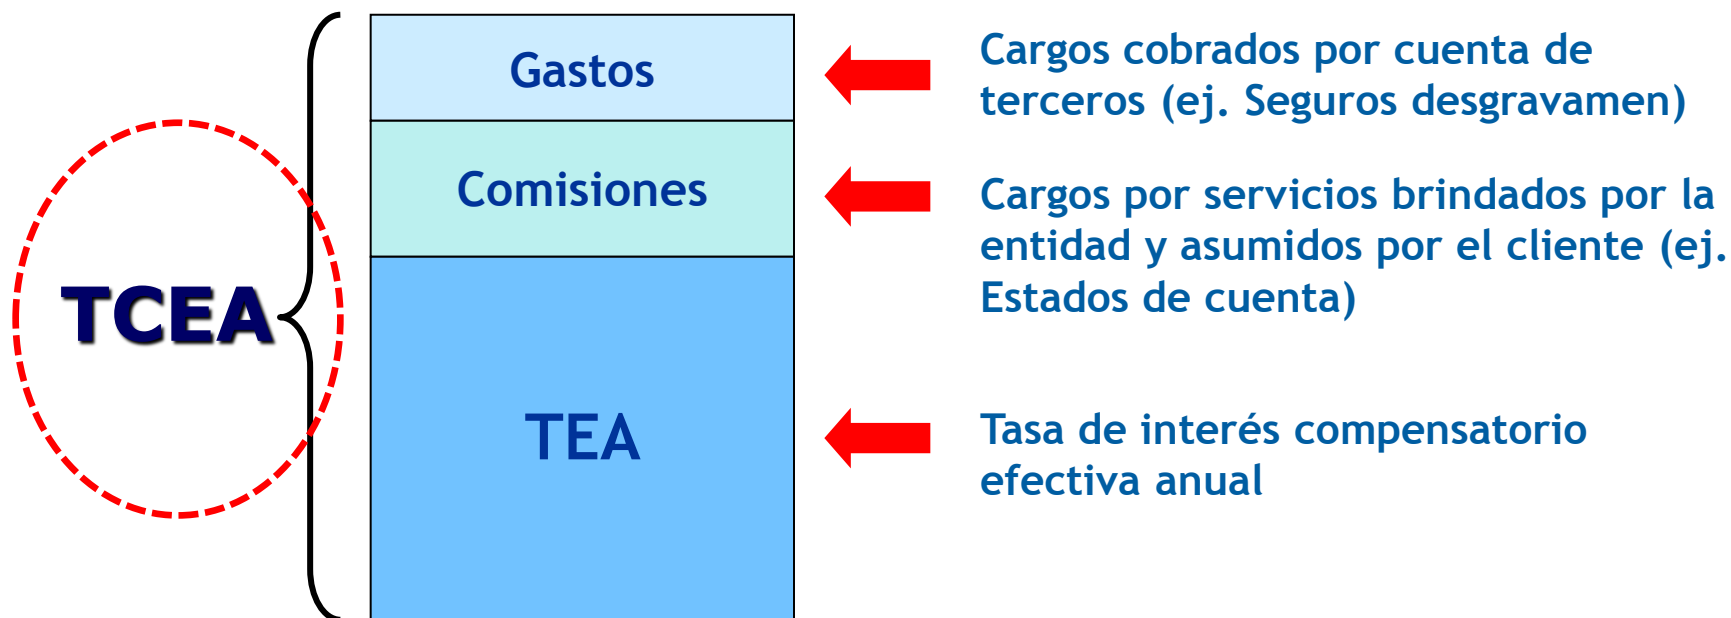 Gastos
Cargos cobrados por cuenta de
terceros (ej. Seguros desgravamen)
Comisiones
Cargos por servicios brindados por la
entidad y asumidos por el cliente (ej.
Estados de cuenta)
TCEA
TEA
Tasa de interés compensatorio
efectiva anual